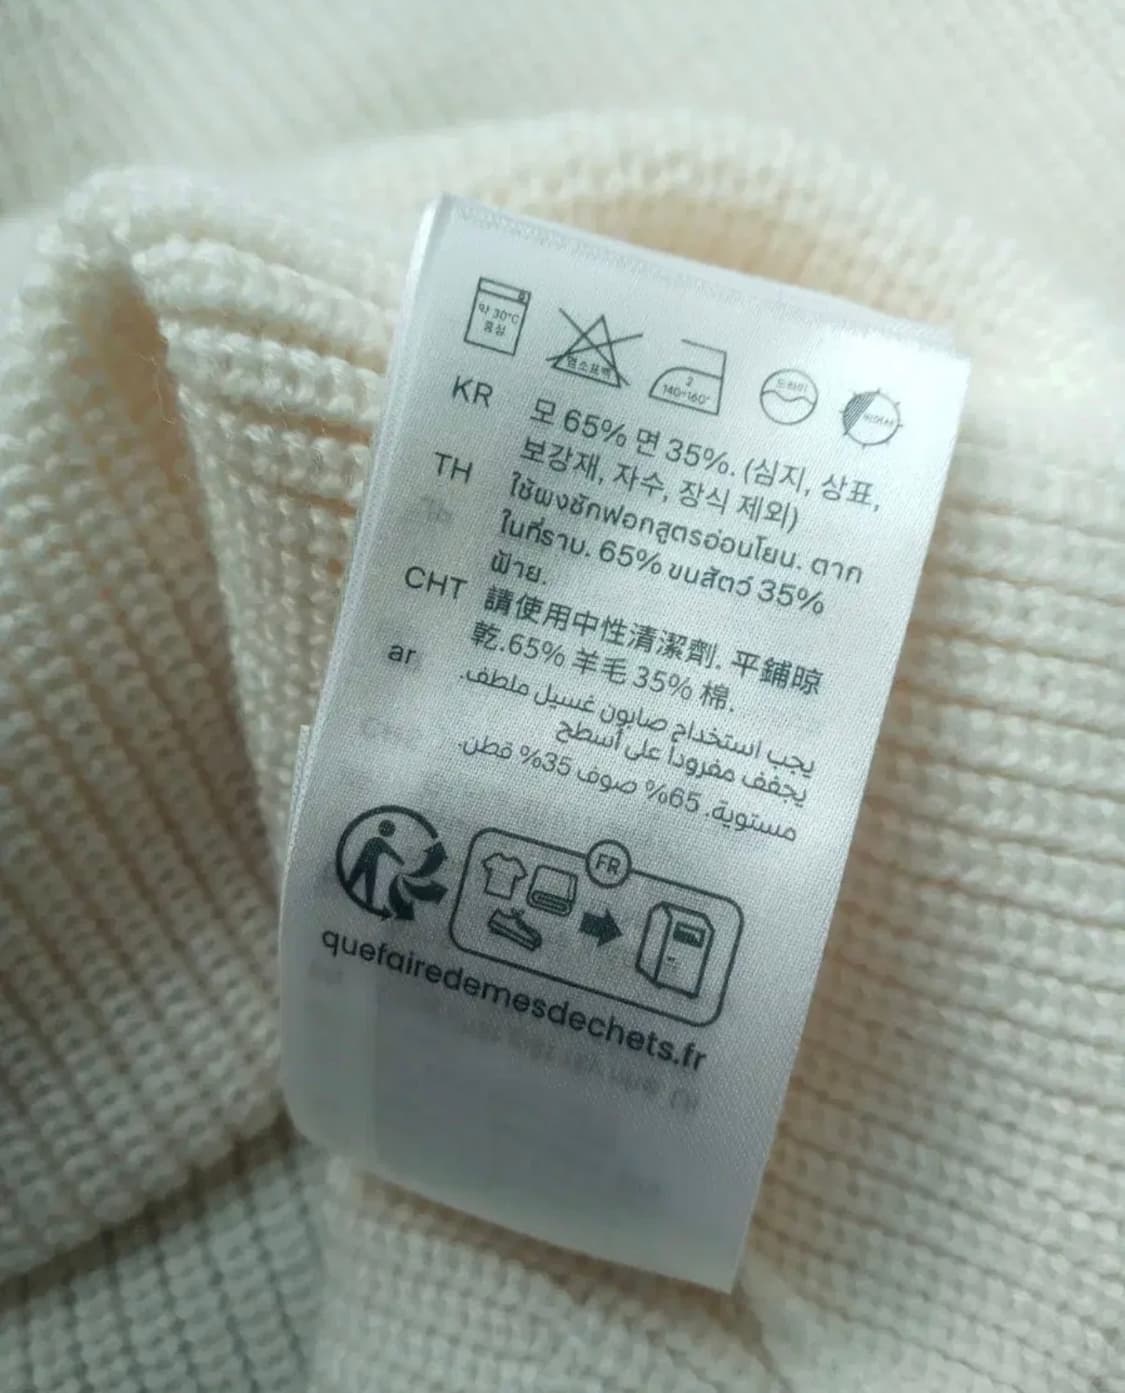 약 30°C
중성
염소표백
2
140~160°
드라이
KR 모 65% 면 35%. (심지, 상표,
보강재, 자수, 장식 제외)
TH ใช้ผงซักฟอกสูตรอ่อนโยน. ตาก
ในที่ราบ. 65% ขนสัตว์ 35%
ฝ้าย.
CHT 請使用中性清潔劑. 平鋪晾
乾.65% 羊毛 35% 棉.
ar يجب استخدام صابون غسيل ملطف.
يجفف مفروداً على أسطح
مستوية. 65% صوف 35% قطن.
FR
quefairedemesdechets.fr